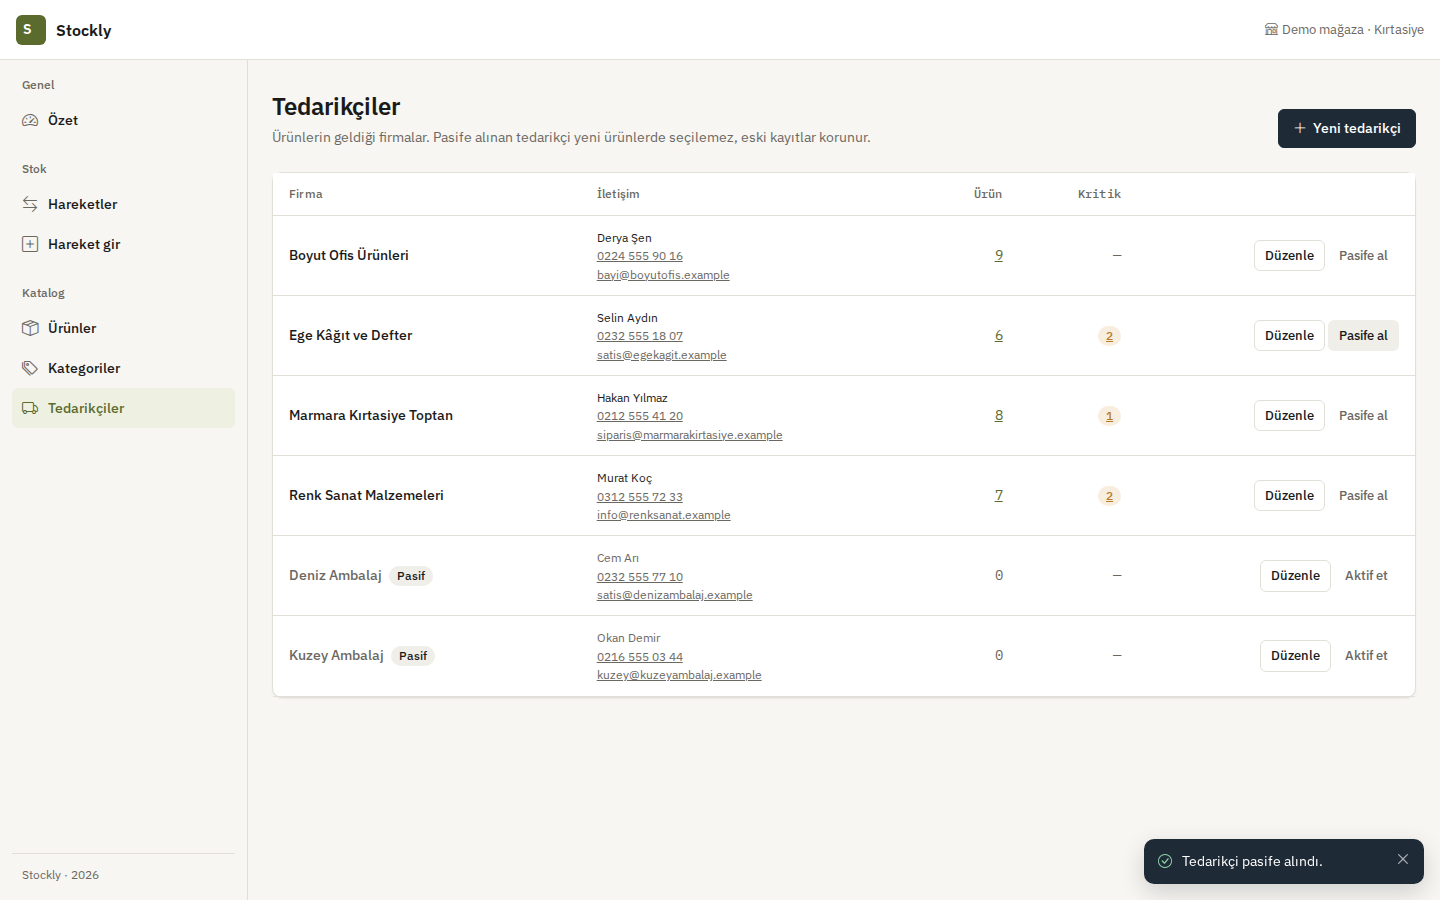 S Stockly
Demo mağaza · Kırtasiye
Genel
Özet
Stok
Hareketler
Hareket gir
Katalog
Ürünler
Kategoriler
Tedarikçiler
Stockly · 2026
Tedarikçiler
Ürünlerin geldiği firmalar. Pasife alınan tedarikçi yeni ürünlerde seçilemez, eski kayıtlar korunur.
+ Yeni tedarikçi
Firma İletişim Ürün Kritik
Derya Şen
Boyut Ofis Ürünleri 0224 555 90 16 9 — Düzenle Pasife al
bayi@boyutofis.example
Selin Aydın
Ege Kâğıt ve Defter 0232 555 18 07 6 2 Düzenle Pasife al
satis@egekagit.example
Hakan Yılmaz
Marmara Kırtasiye Toptan 0212 555 41 20 8 1 Düzenle Pasife al
siparis@marmarakirtasiye.example
Murat Koç
Renk Sanat Malzemeleri 0312 555 72 33 7 2 Düzenle Pasife al
info@renksanat.example
Cem Arı
Deniz Ambalaj Pasif 0232 555 77 10 0 — Düzenle Aktif et
satis@denizambalaj.example
Okan Demir
Kuzey Ambalaj Pasif 0216 555 03 44 0 — Düzenle Aktif et
kuzey@kuzeyambalaj.example
Tedarikçi pasife alındı.